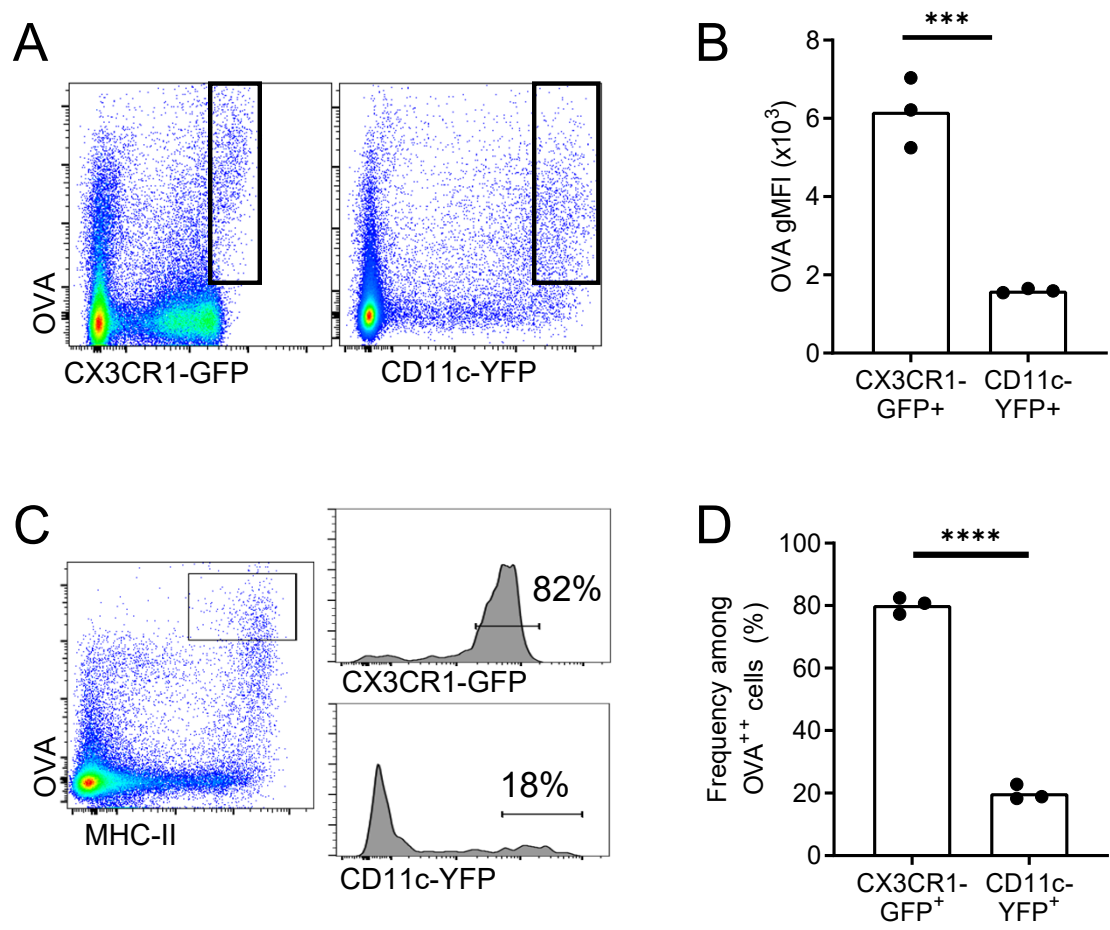 A
OVA
CX3CR1-GFP
CD11c-YFP
B
***
OVA gMFI (x10³)
8
6
4
2
0
CX3CR1-
GFP+
CD11c-
YFP+
C
OVA
MHC-II
82%
CX3CR1-GFP
18%
CD11c-YFP
D
****
Frequency among
OVA⁺⁺ cells (%)
100
80
60
40
20
0
CX3CR1-
GFP⁺
CD11c-
YFP⁺